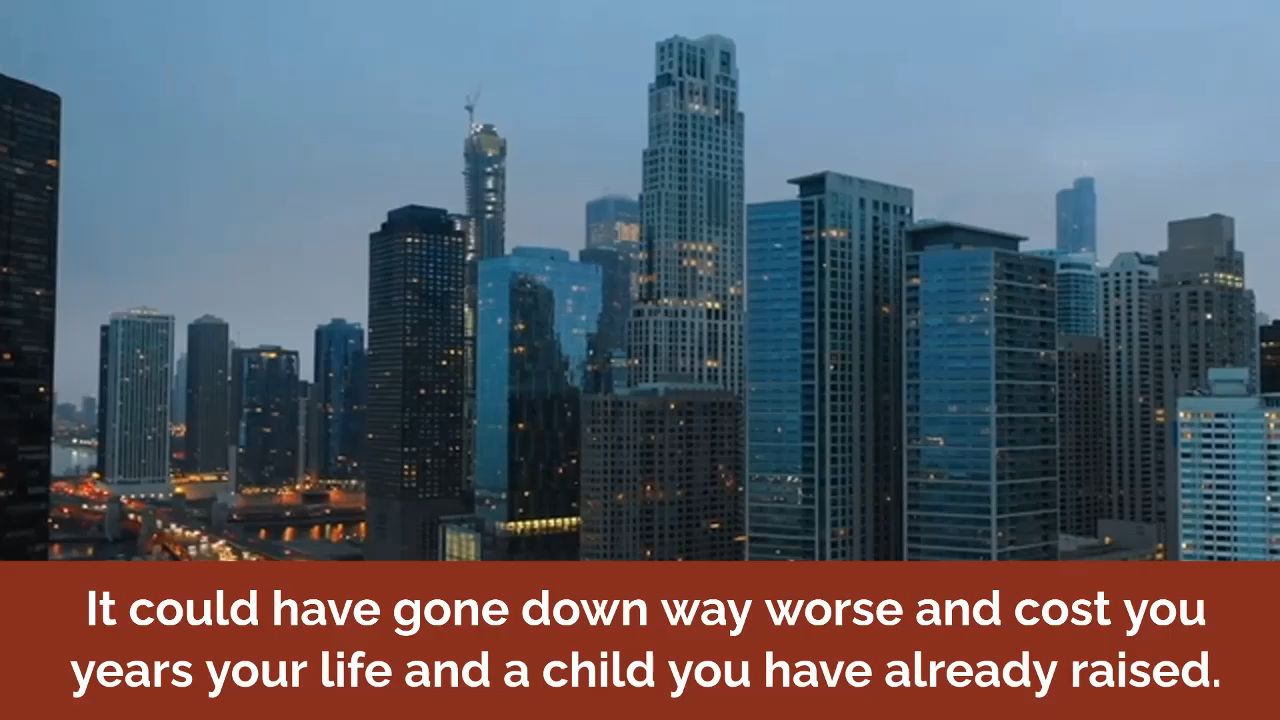 It could have gone down way worse and cost you
years your life and a child you have already raised.